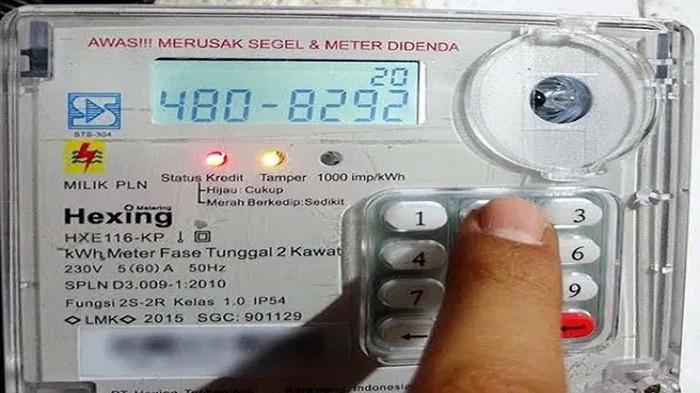 AWAS!!! MERUSAK SEGEL & METER DIDENDA
20
480-8292
STS-304
MILIK PLN
Status Kredit Tamper 1000 imp/kWh
Hijau: Cukup
Merah Berkedip: Sedikit
Hexing
Metering
HXE116-KP
kWh Meter Fase Tunggal 2 Kawat
230V 5(60)A 50Hz
SPLN D3.009-1:2010
Fungsi 2S-2R Kelas 1.0 IP54
LMK 2015 SGC: 901129
1 3
4 6
7 9